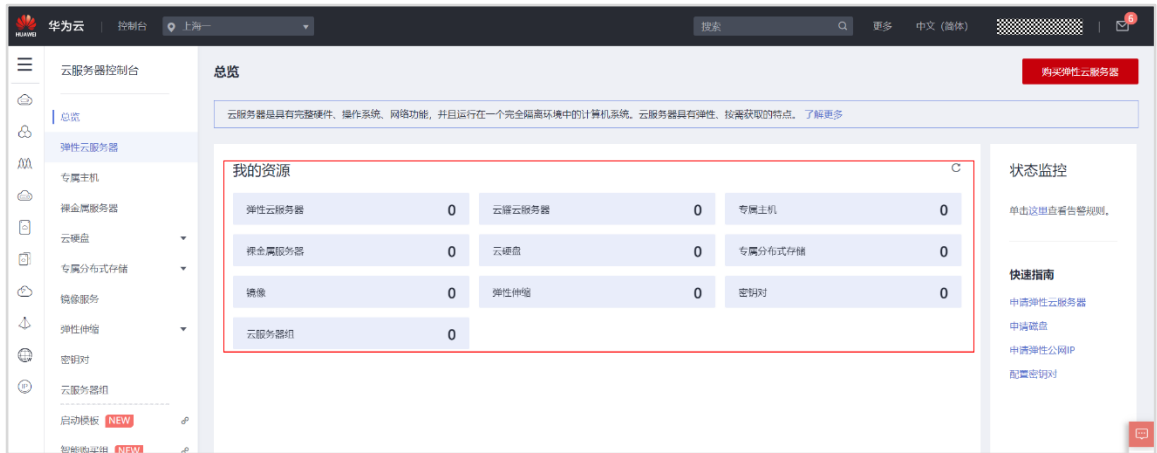 HUAWEI 华为云 | 控制台 上海一 搜索 更多 中文 (简体) | 6
云服务器控制台
总览
弹性云服务器
专属主机
裸金属服务器
云硬盘
专属分布式存储
镜像服务
弹性伸缩
密钥对
云服务器组
启动模板 NEW
智能购买组 NEW
IP
总览
购买弹性云服务器
云服务器是具有完整硬件、操作系统、网络功能，并且运行在一个完全隔离环境中的计算机系统。云服务器具有弹性、按需获取的特点。 了解更多
我的资源
弹性云服务器 0 云耀云服务器 0 专属主机 0
裸金属服务器 0 云硬盘 0 专属分布式存储 0
镜像 0 弹性伸缩 0 密钥对 0
云服务器组 0
状态监控
单击这里查看告警规则。
快速指南
申请弹性云服务器
申请磁盘
申请弹性公网IP
配置密钥对